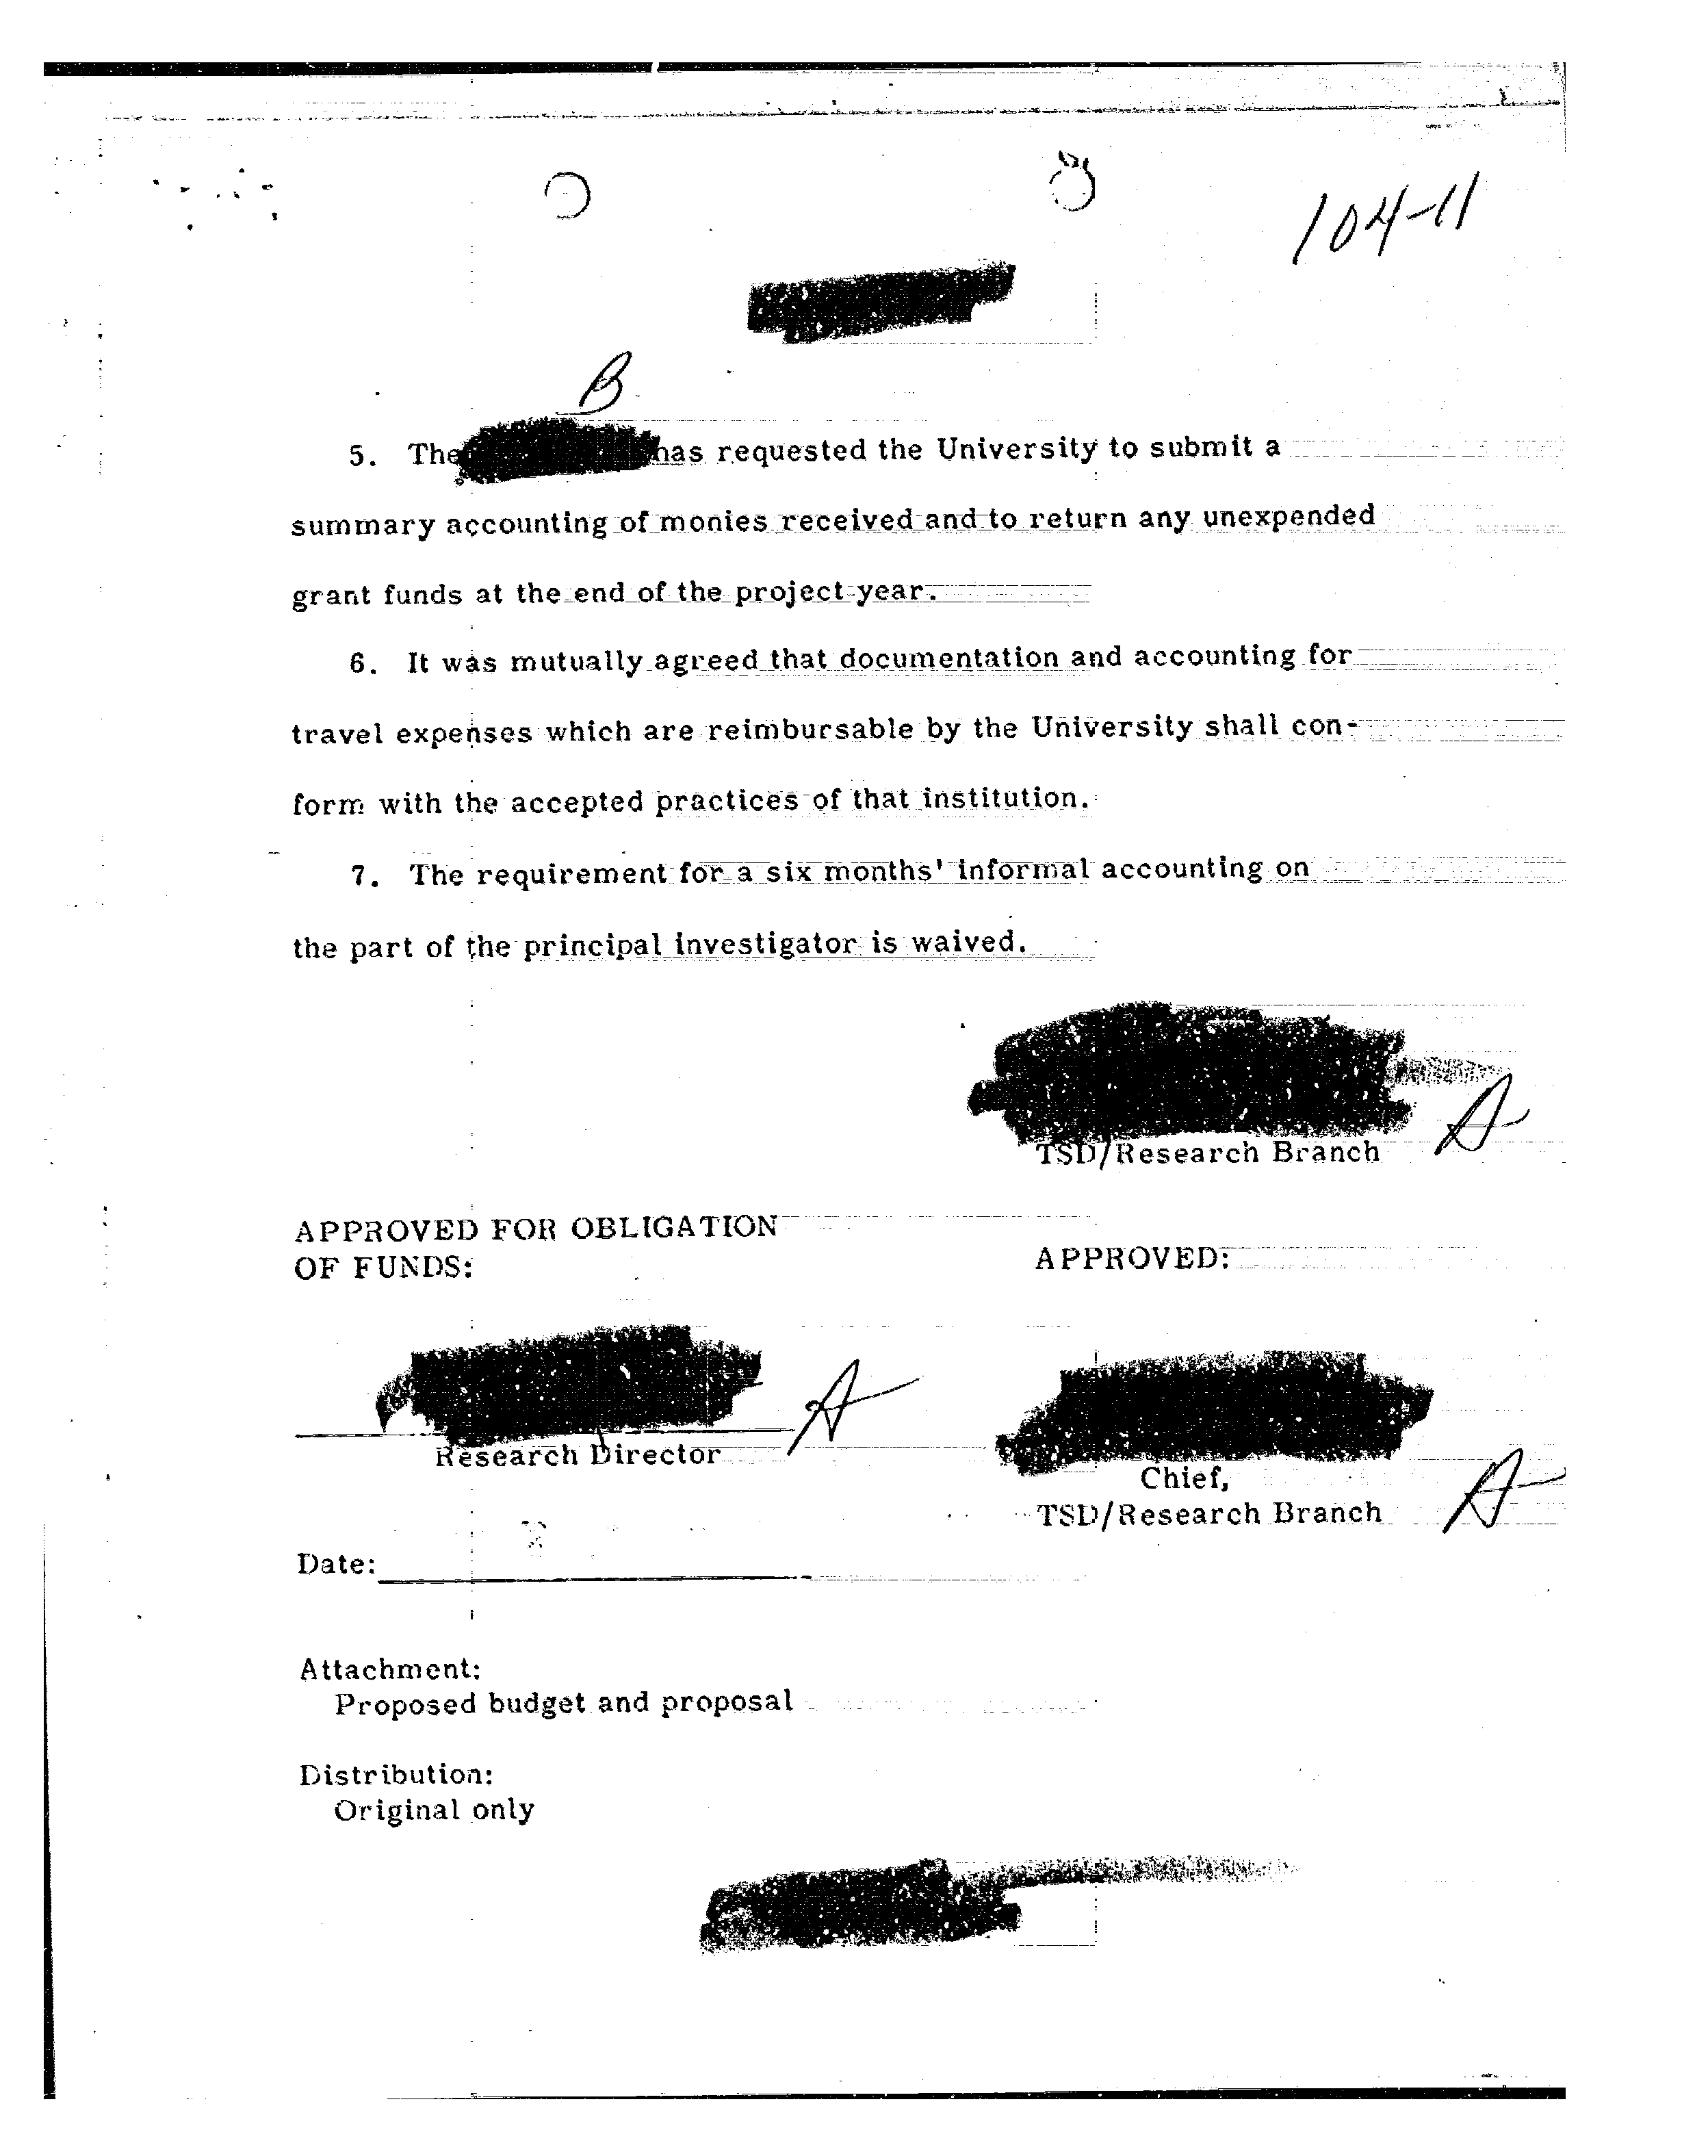 104-11
B
5. The has requested the University to submit a
summary accounting of monies received and to return any unexpended
grant funds at the end of the project year.
6. It was mutually agreed that documentation and accounting for
travel expenses which are reimbursable by the University shall con-
form with the accepted practices of that institution.
7. The requirement for a six months' informal accounting on
the part of the principal investigator is waived.
A
TSD/Research Branch
APPROVED FOR OBLIGATION
OF FUNDS:
APPROVED:
A
Research Director
Chief,
TSD/Research Branch
A
Date:
Attachment:
Proposed budget and proposal
Distribution:
Original only